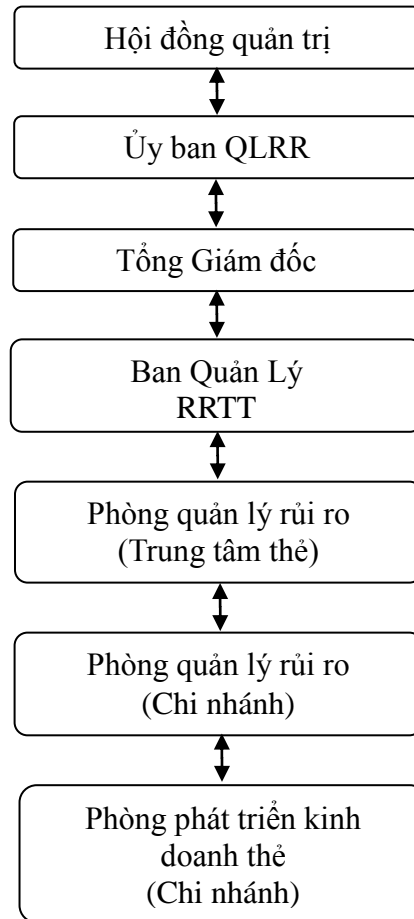 Hội đồng quản trị
Ủy ban QLRR
Tổng Giám đốc
Ban Quản Lý
RRTT
Phòng quản lý rủi ro
(Trung tâm thẻ)
Phòng quản lý rủi ro
(Chi nhánh)
Phòng phát triển kinh
doanh thẻ
(Chi nhánh)